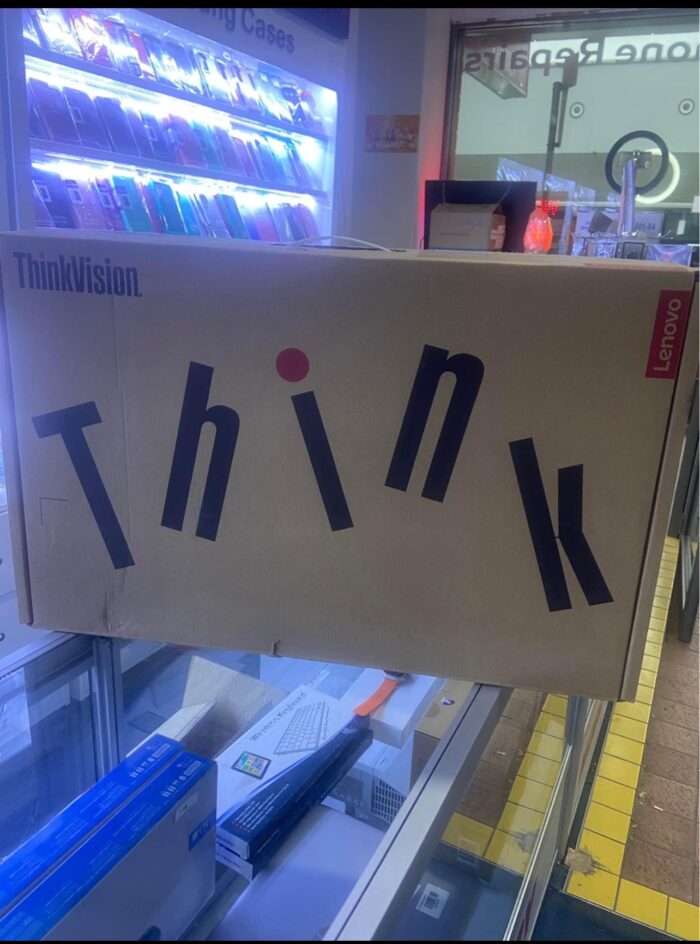 ng Cases
one Repairs
ThinkVision.
Lenovo
Think
Wireless Keyboard